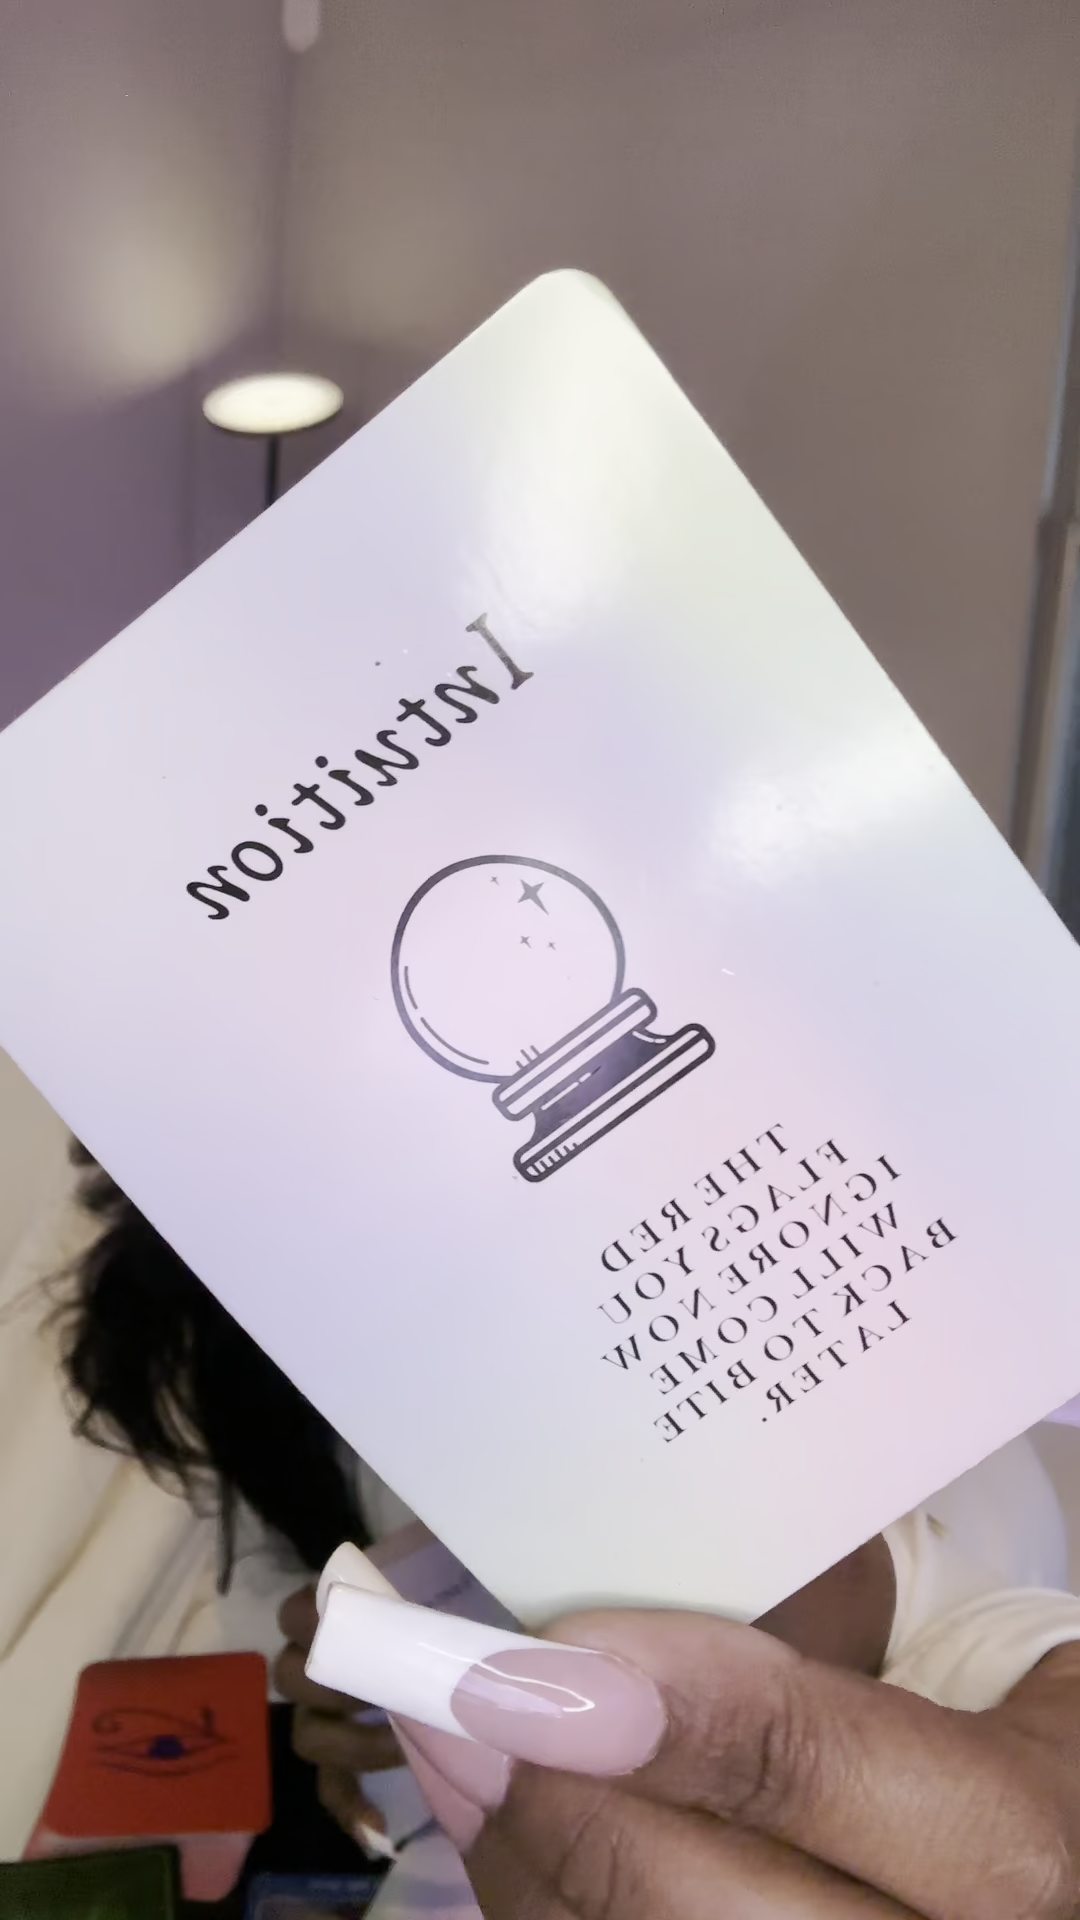 Intuition
THE RED
FLAGS YOU
IGNORE NOW
WILL COME
BACK TO BITE
LATER.